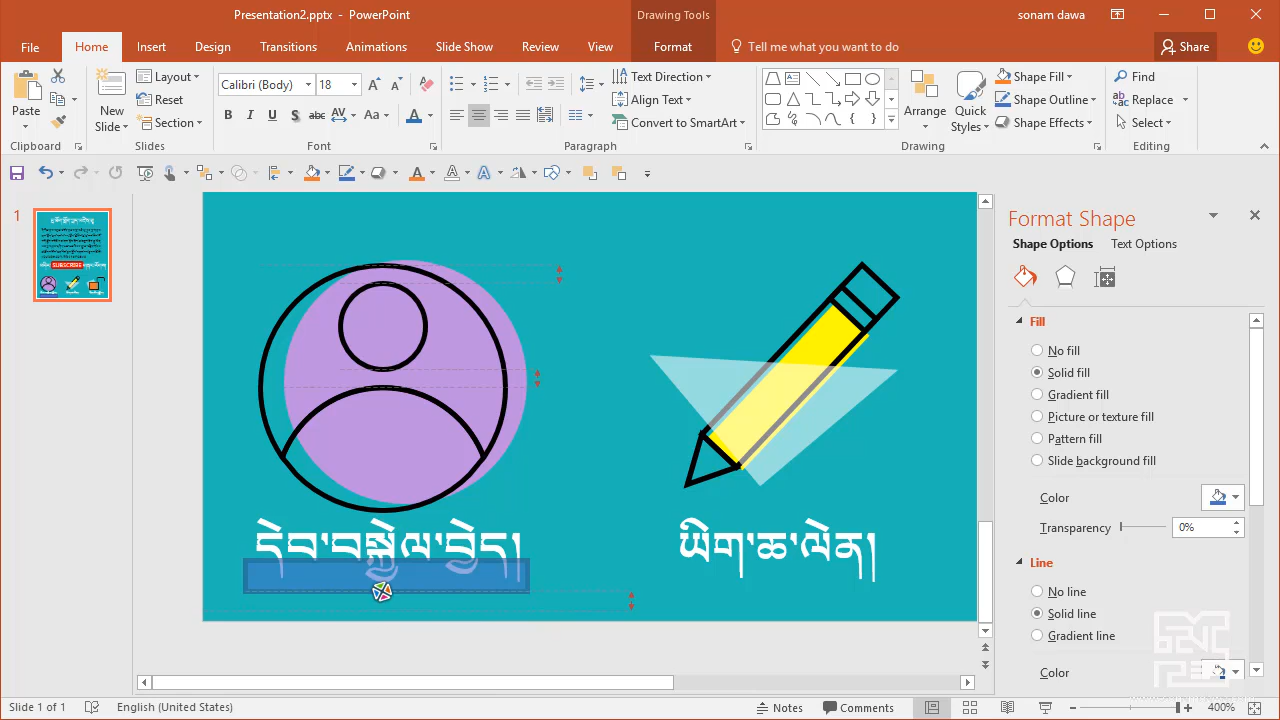 Presentation2.pptx - PowerPoint
Drawing Tools
sonam dawa
File
Home
Insert
Design
Transitions
Animations
Slide Show
Review
View
Format
Tell me what you want to do
Share
Paste
New Slide
Layout
Reset
Section
Calibri (Body)
18
Text Direction
Align Text
Convert to SmartArt
Arrange
Quick Styles
Shape Fill
Shape Outline
Shape Effects
Find
Replace
Select
Clipboard
Slides
Font
Paragraph
Drawing
Editing
1
SUBSCRIBE
དེབ་བསྐྱེལ་བྱེད།
ཡིག་ཆ་ལེན།
Format Shape
Shape Options
Text Options
Fill
No fill
Solid fill
Gradient fill
Picture or texture fill
Pattern fill
Slide background fill
Color
Transparency
0%
Line
No line
Solid line
Gradient line
Color
Slide 1 of 1
English (United States)
Notes
Comments
400%